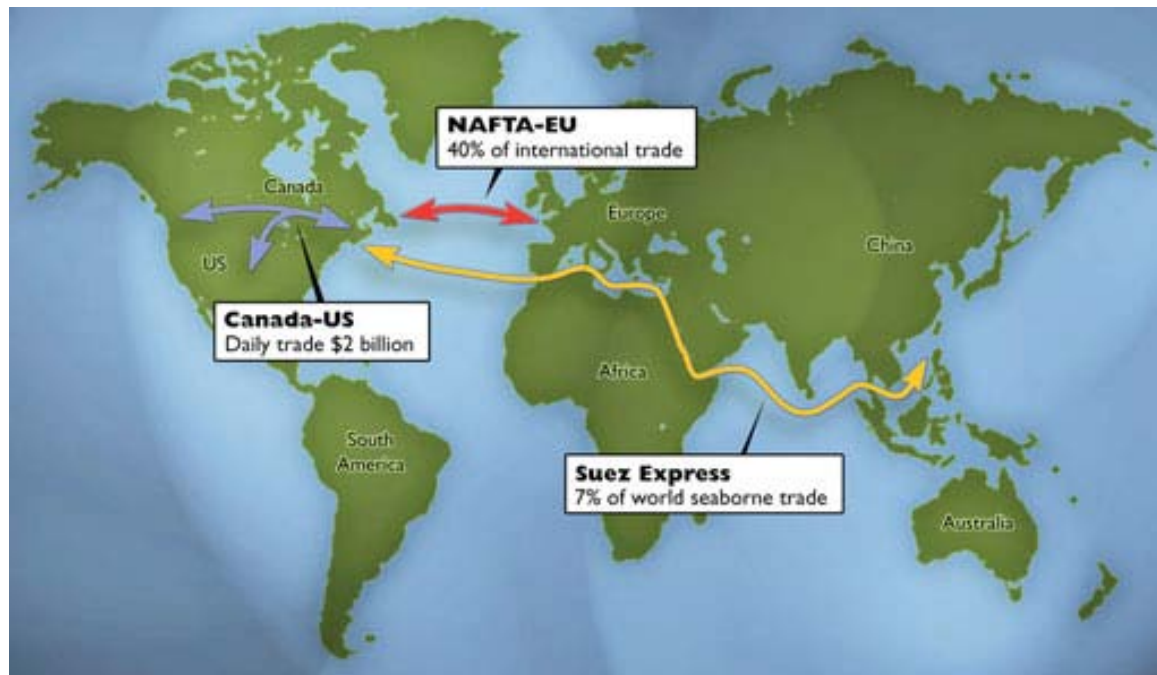 NAFTA-EU
40% of international trade
Canada
Europe
China
US
Canada-US
Daily trade $2 billion
Africa
South
America
Suez Express
7% of world seaborne trade
Australia